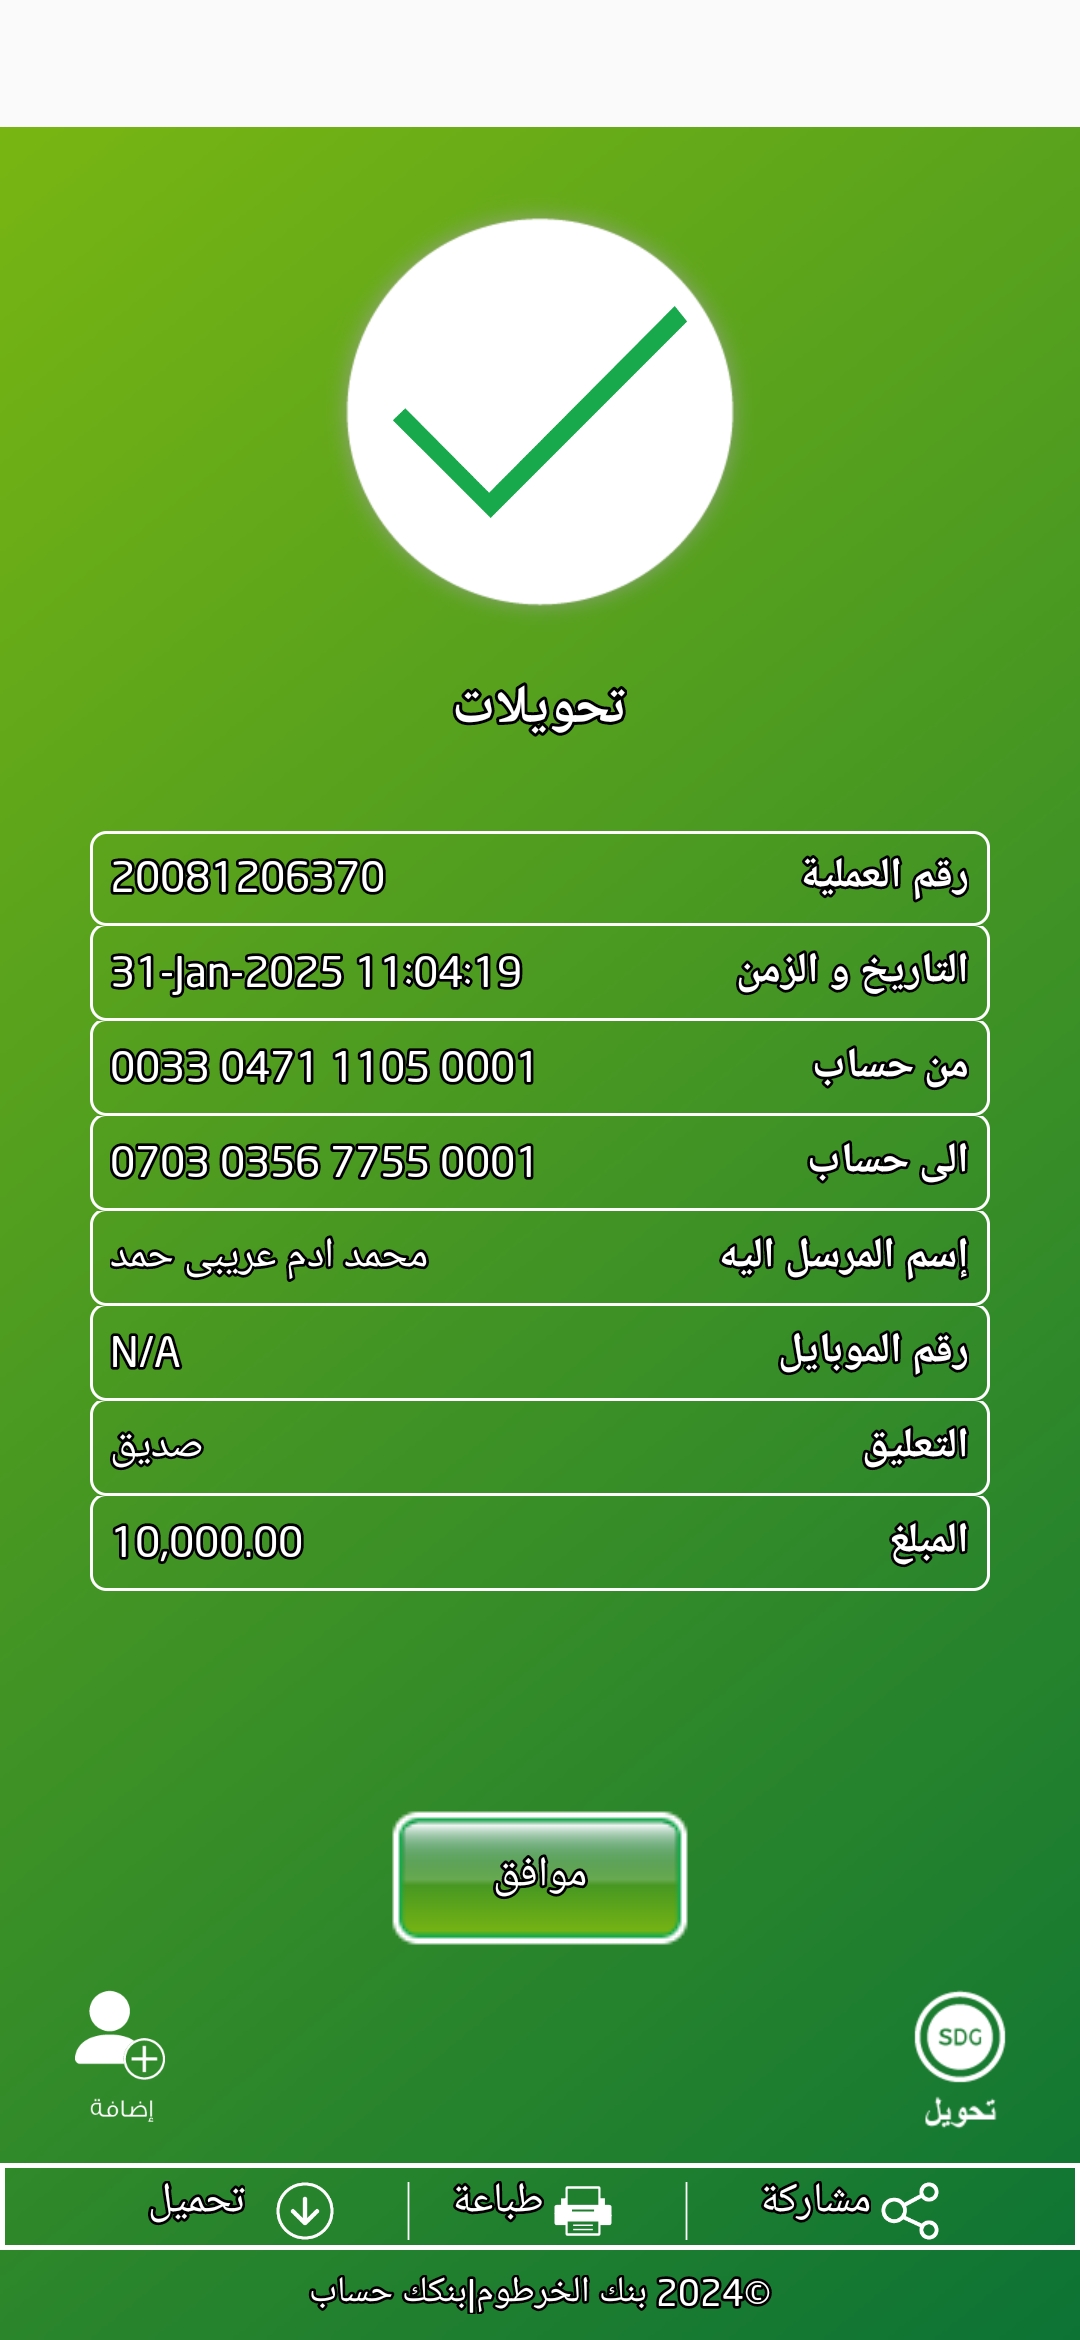 تحويلات
رقم العملية 20081206370
التاريخ و الزمن 31-Jan-2025 11:04:19
من حساب 0033 0471 1105 0001
الى حساب 0703 0356 7755 0001
إسم المرسل اليه محمد ادم عريبى حمد
رقم الموبايل N/A
التعليق صديق
المبلغ 10,000.00
موافق
SDG
تحويل إضافة
مشاركة طباعة تحميل
©2024 بنك الخرطوم|بنكك حساب